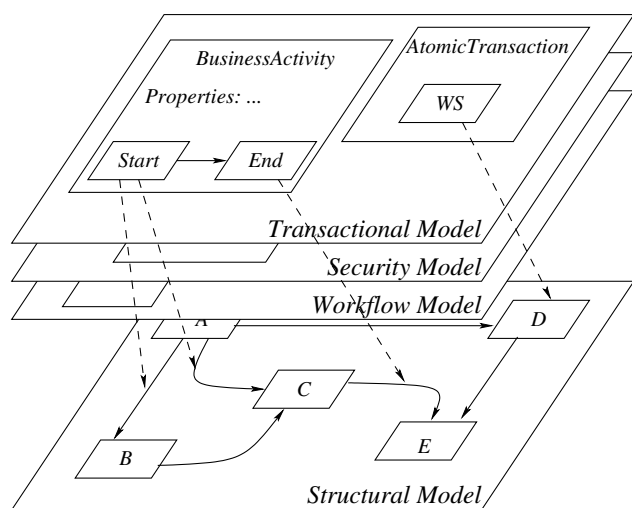 AtomicTransaction
BusinessActivity
Properties: ...
WS
Start
End
Transactional Model
Security Model
Workflow Model
A
D
C
B
E
Structural Model